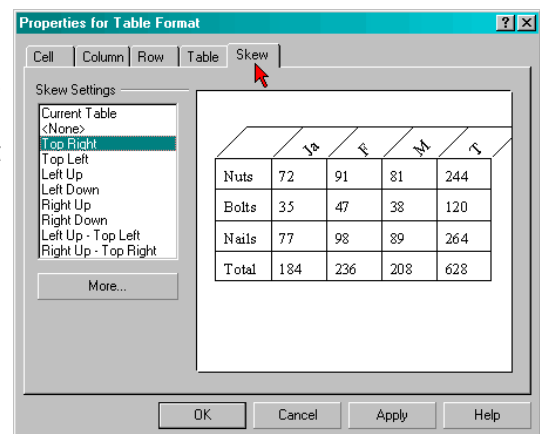 Properties for Table Format
Cell Column Row Table Skew
Skew Settings
Current Table
<None>
Top Right
Top Left
Left Up
Left Down
Right Up
Right Down
Left Up - Top Left
Right Up - Top Right
More...
Ja F M T
Nuts 72 91 81 244
Bolts 35 47 38 120
Nails 77 98 89 264
Total 184 236 208 628
OK Cancel Apply Help